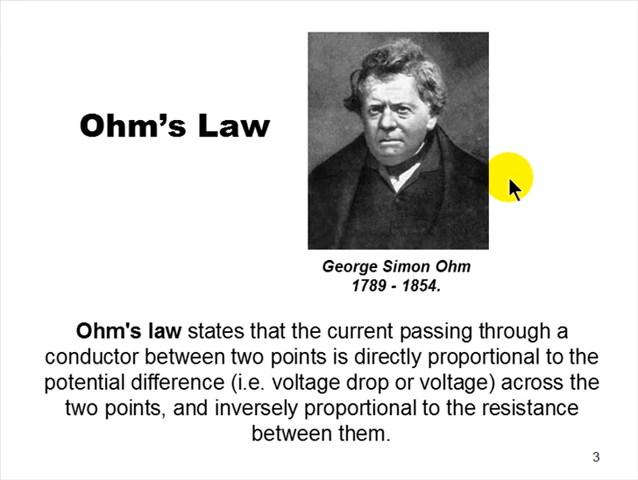 Ohm's Law
George Simon Ohm
1789 - 1854.
Ohm's law states that the current passing through a
conductor between two points is directly proportional to the
potential difference (i.e. voltage drop or voltage) across the
two points, and inversely proportional to the resistance
between them.
3